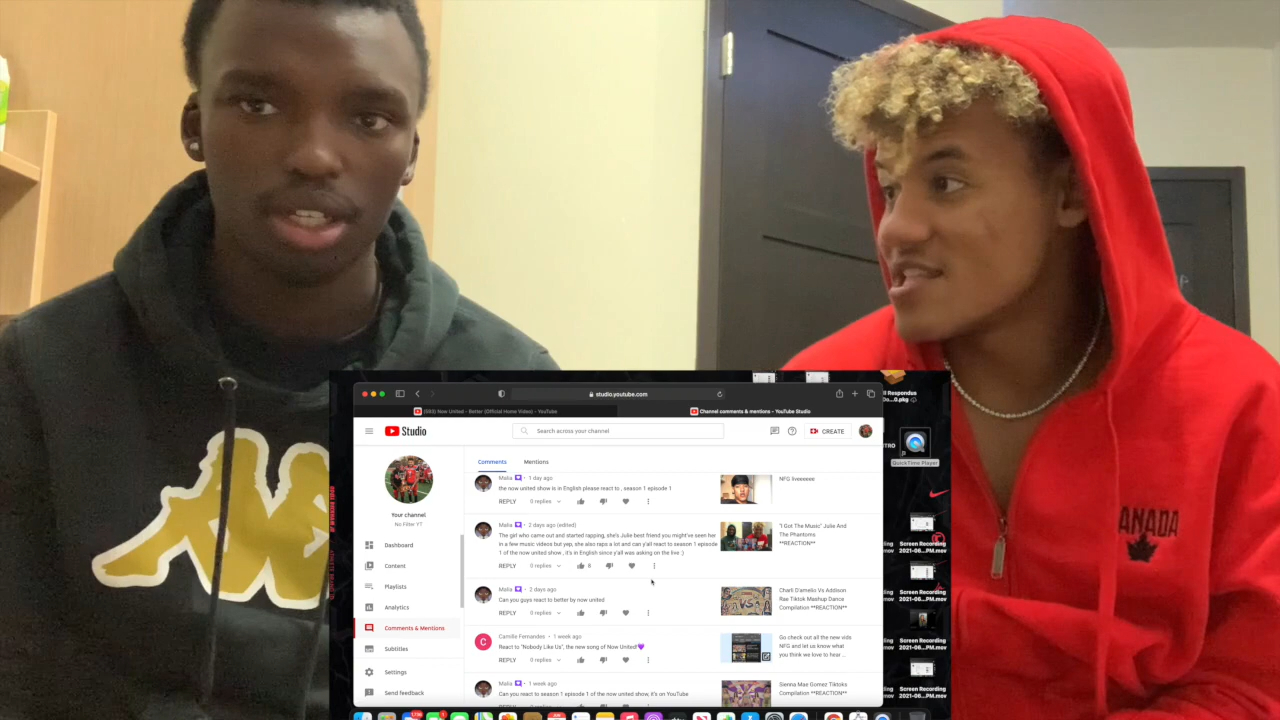 studio.youtube.com
(593) Now United - Better (Official Home Video) - YouTube
Channel comments & mentions - YouTube Studio
Studio
Search across your channel
CREATE
Your channel
No Filter YT
Dashboard
Content
Playlists
Analytics
Comments & Mentions
Subtitles
Settings
Send feedback
Comments
Mentions
Malia • 1 day ago
the now united show is in English please react to , season 1 episode 1
REPLY 0 replies
NFG liveeeeee
Malia • 2 days ago (edited)
The girl who came out and started rapping, she's Julie best friend you might've seen her
in a few music videos but yep, she also raps a lot and can y'all react to season 1 episode
1 of the now united show , it's in English since y'all was asking on the live :)
REPLY 0 replies 8
"I Got The Music" Julie And
The Phantoms
**REACTION**
Malia • 2 days ago
Can you guys react to better by now united
REPLY 0 replies
Charli D'amelio Vs Addison
Rae Tiktok Mashup Dance
Compilation **REACTION**
Camille Fernandes • 1 week ago
React to "Nobody Like Us", the new song of Now United!💜
REPLY 0 replies
Go check out all the new vids
NFG and let us know what
you think we love to hear ...
Malia • 1 week ago
Can you react to season 1 episode 1 of the now united show, it's on YouTube
Sienna Mae Gomez Tiktoks
Compilation **REACTION**
Respondus
QuickTime Player
Screen Recording
2021-06...PM.mov
Screen Recording
2021-06...PM.mov
Screen Recording
2021-06...PM.mov
Screen Recording
2021-06...PM.mov
ANADA